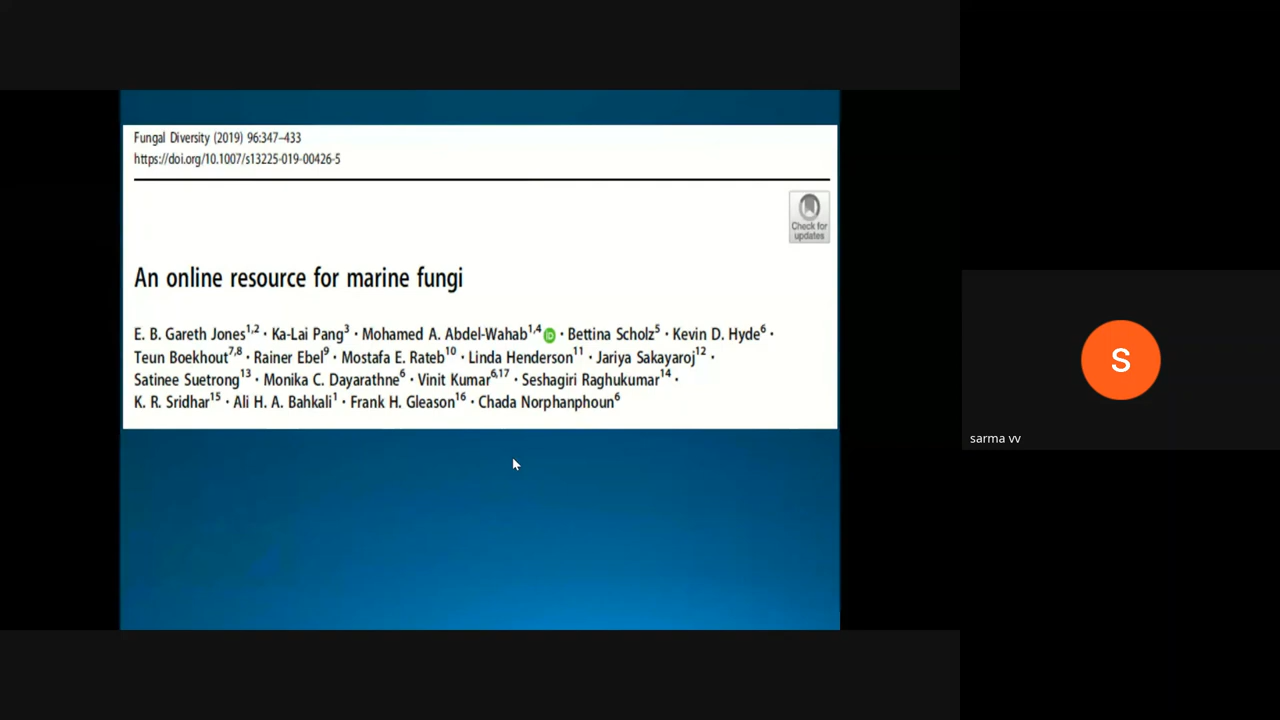 Fungal Diversity (2019) 96:347–433
https://doi.org/10.1007/s13225-019-00426-5
Check for
updates
An online resource for marine fungi
E. B. Gareth Jones1,2 · Ka-Lai Pang3 · Mohamed A. Abdel-Wahab1,4 iD · Bettina Scholz5 · Kevin D. Hyde6 ·
Teun Boekhout7,8 · Rainer Ebel9 · Mostafa E. Rateb10 · Linda Henderson11 · Jariya Sakayaroj12 ·
Satinee Suetrong13 · Monika C. Dayarathne6 · Vinit Kumar6,17 · Seshagiri Raghukumar14 ·
K. R. Sridhar15 · Ali H. A. Bahkali1 · Frank H. Gleason16 · Chada Norphanphoun6
S
sarma vv